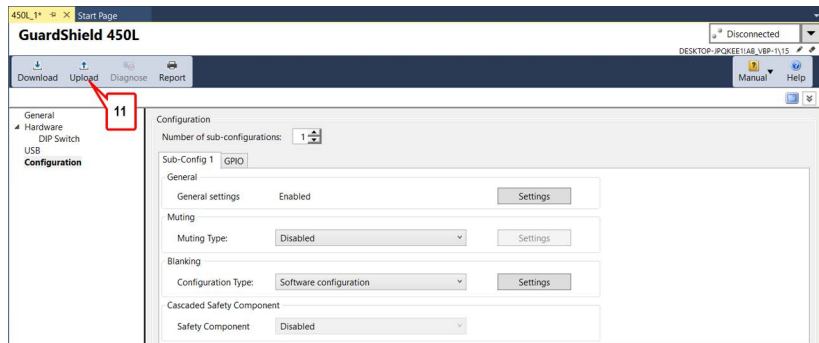 450L_1* Start Page
GuardShield 450L
Disconnected
DESKTOP-JPQKEE1!AB_VBP-1\15
Download Upload Diagnose Report
Manual Help
11
General
Hardware
DIP Switch
USB
Configuration
Configuration
Number of sub-configurations: 1
Sub-Config 1 GPIO
General
General settings Enabled Settings
Muting
Muting Type: Disabled Settings
Blanking
Configuration Type: Software configuration Settings
Cascaded Safety Component
Safety Component Disabled